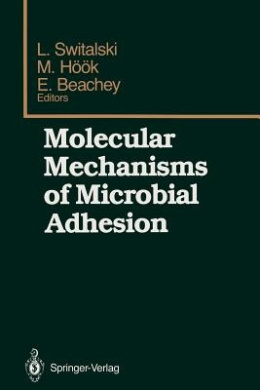 L. Switalski
M. Höök
E. Beachey
Editors
Molecular
Mechanisms
of Microbial
Adhesion
Springer-Verlag